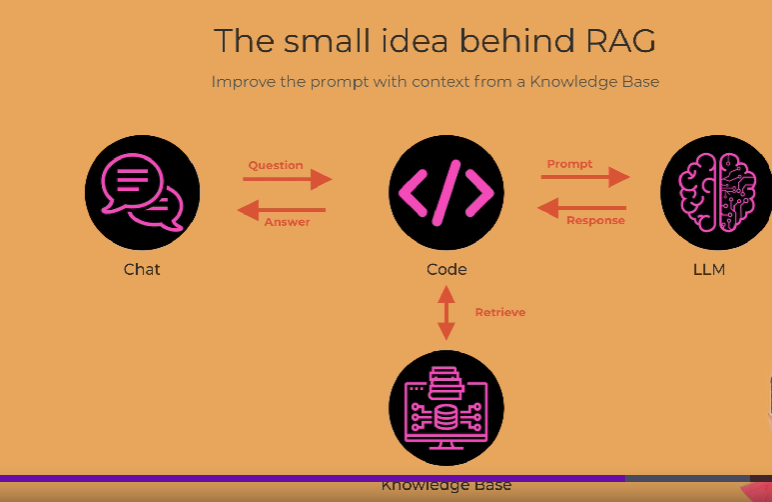 The small idea behind RAG
Improve the prompt with context from a Knowledge Base
Question
Answer
Prompt
Response
Chat
Code
LLM
Retrieve
Knowledge Base